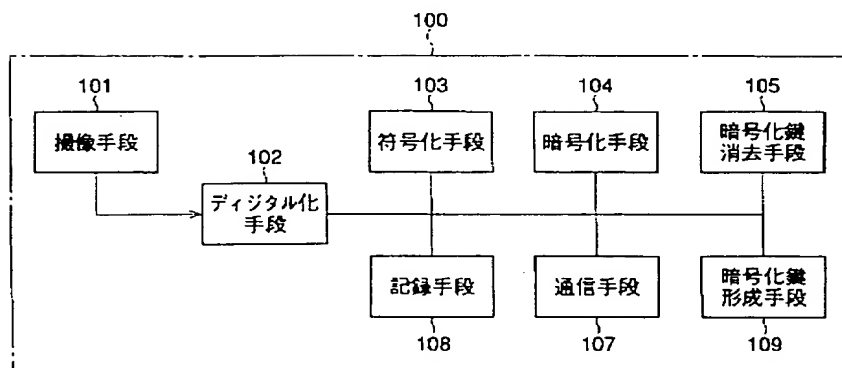 100
101
撮像手段
102
ディジタル化
手段
103
符号化手段
104
暗号化手段
105
暗号化鍵
消去手段
記録手段
108
通信手段
107
暗号化鍵
形成手段
109